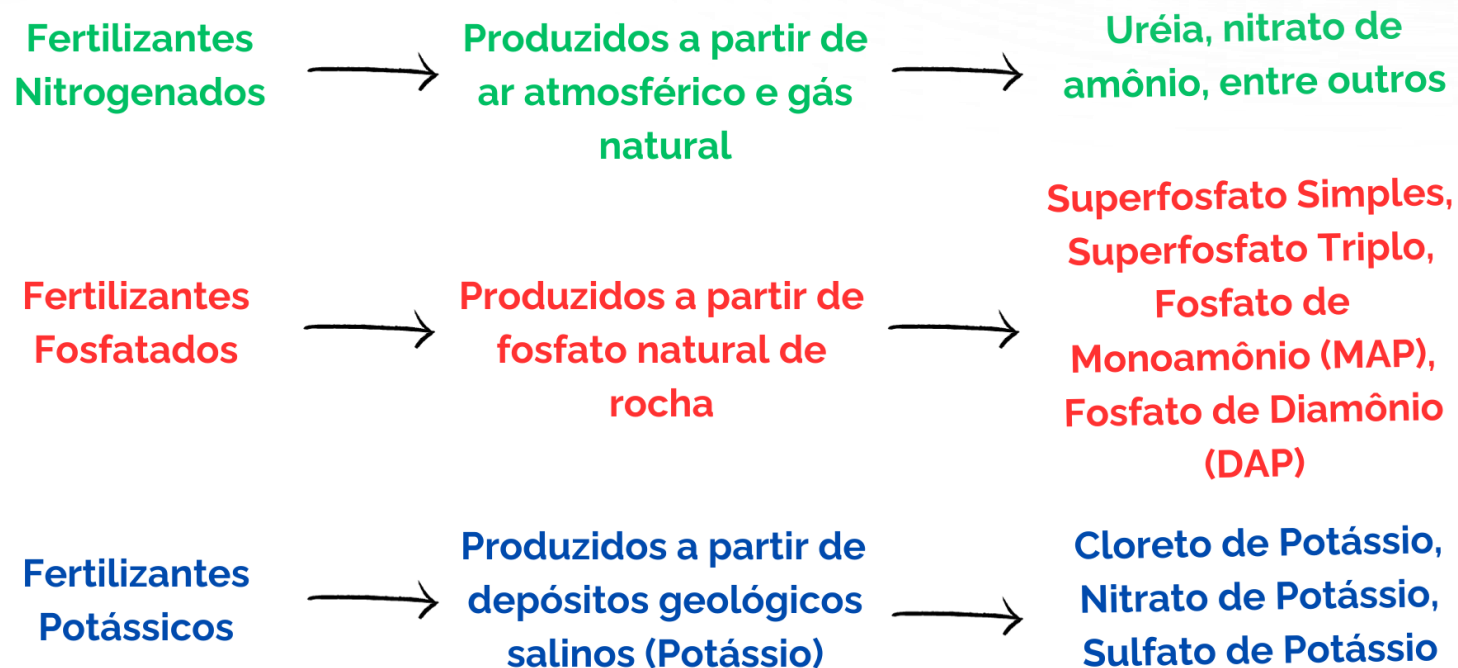 Fertilizantes
Nitrogenados
Produzidos a partir de
ar atmosférico e gás
natural
Uréia, nitrato de
amônio, entre outros
Fertilizantes
Fosfatados
Produzidos a partir de
fosfato natural de
rocha
Superfosfato Simples,
Superfosfato Triplo,
Fosfato de
Monoamônio (MAP),
Fosfato de Diamônio
(DAP)
Fertilizantes
Potássicos
Produzidos a partir de
depósitos geológicos
salinos (Potássio)
Cloreto de Potássio,
Nitrato de Potássio,
Sulfato de Potássio